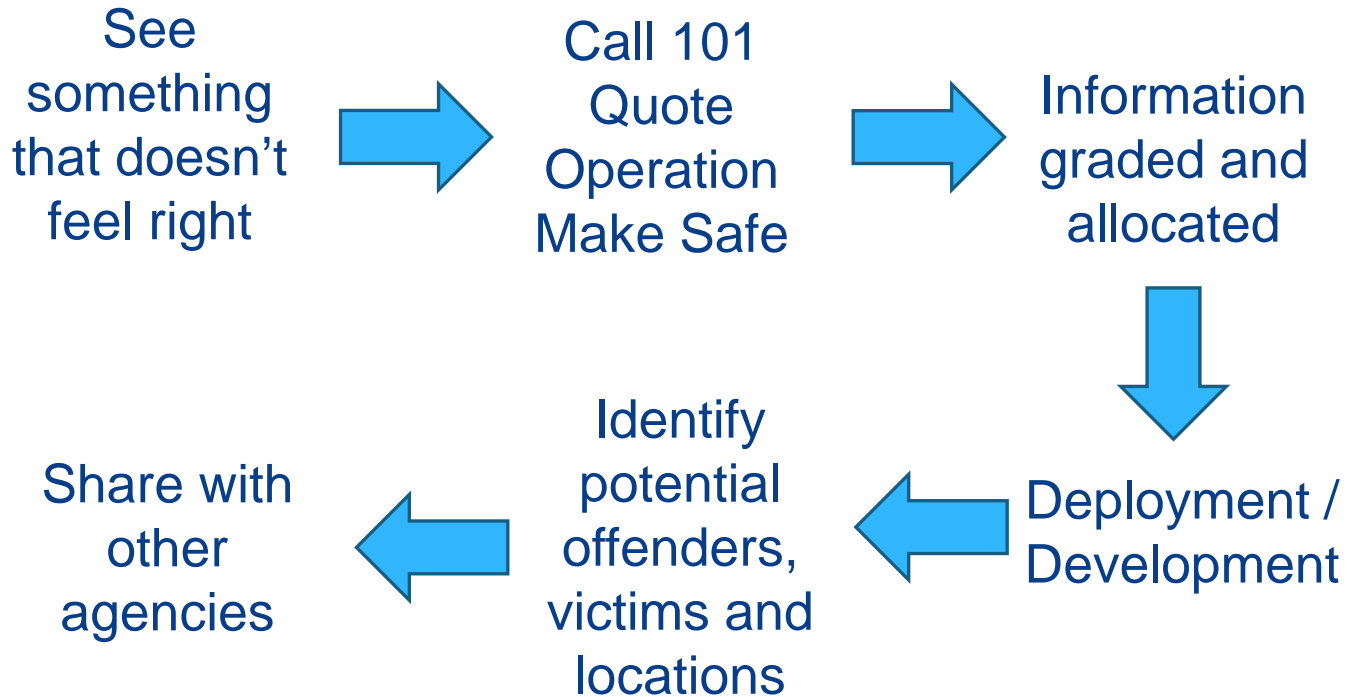 See
something
that doesn’t
feel right
Call 101
Quote
Operation
Make Safe
Information
graded and
allocated
Deployment /
Development
Identify
potential
offenders,
victims and
locations
Share with
other
agencies